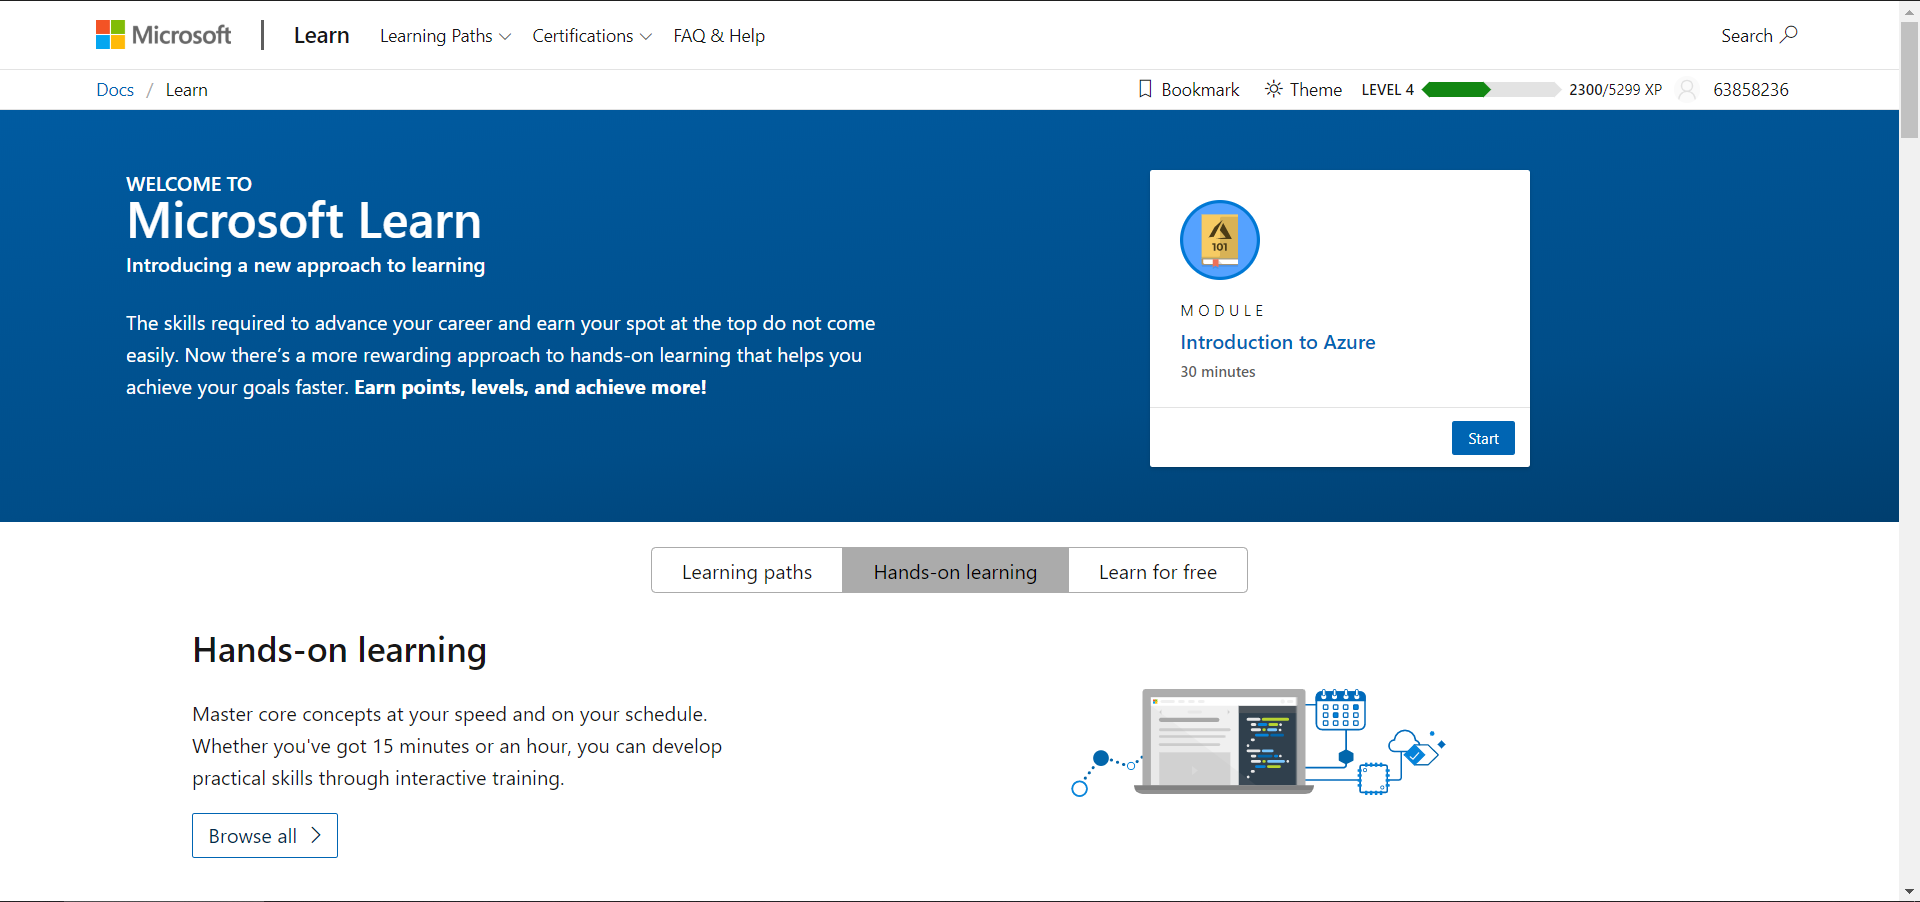 Microsoft | Learn Learning Paths Certifications FAQ & Help Search
Docs / Learn Bookmark Theme LEVEL 4 2300/5299 XP 63858236
WELCOME TO
Microsoft Learn
Introducing a new approach to learning
The skills required to advance your career and earn your spot at the top do not come
easily. Now there’s a more rewarding approach to hands-on learning that helps you
achieve your goals faster. Earn points, levels, and achieve more!
101
MODULE
Introduction to Azure
30 minutes
Start
Learning paths Hands-on learning Learn for free
Hands-on learning
Master core concepts at your speed and on your schedule.
Whether you've got 15 minutes or an hour, you can develop
practical skills through interactive training.
Browse all